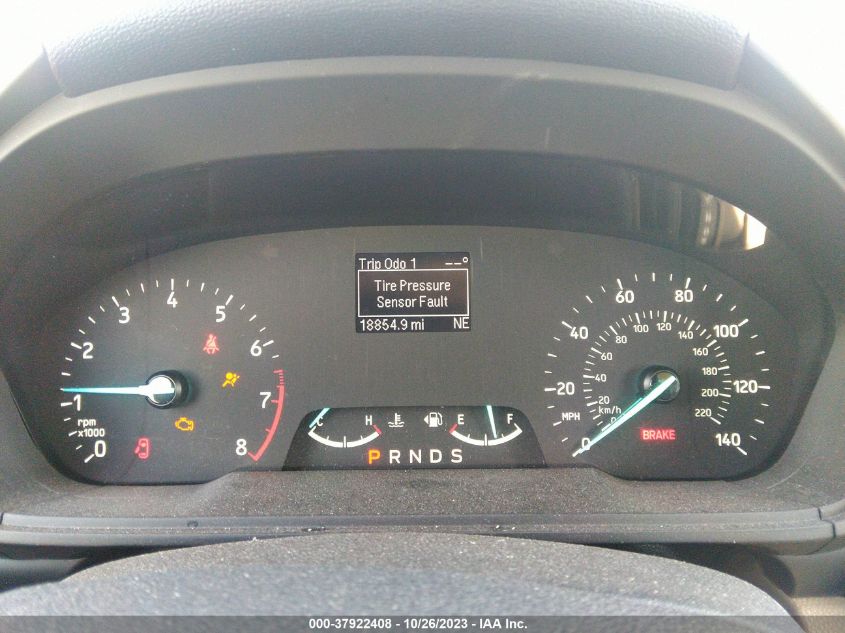 Trip Odo 1 --°
Tire Pressure
Sensor Fault
18854.9 mi NE
0 1 2 3 4 5 6 7 8
rpm
x1000
C H
E F
P R N D S
0 20 40 60 80 100 120 140
MPH
0 20 40 60 80 100 120 140 160 180 200 220
km/h
BRAKE
000-37922408 - 10/26/2023 - IAA Inc.